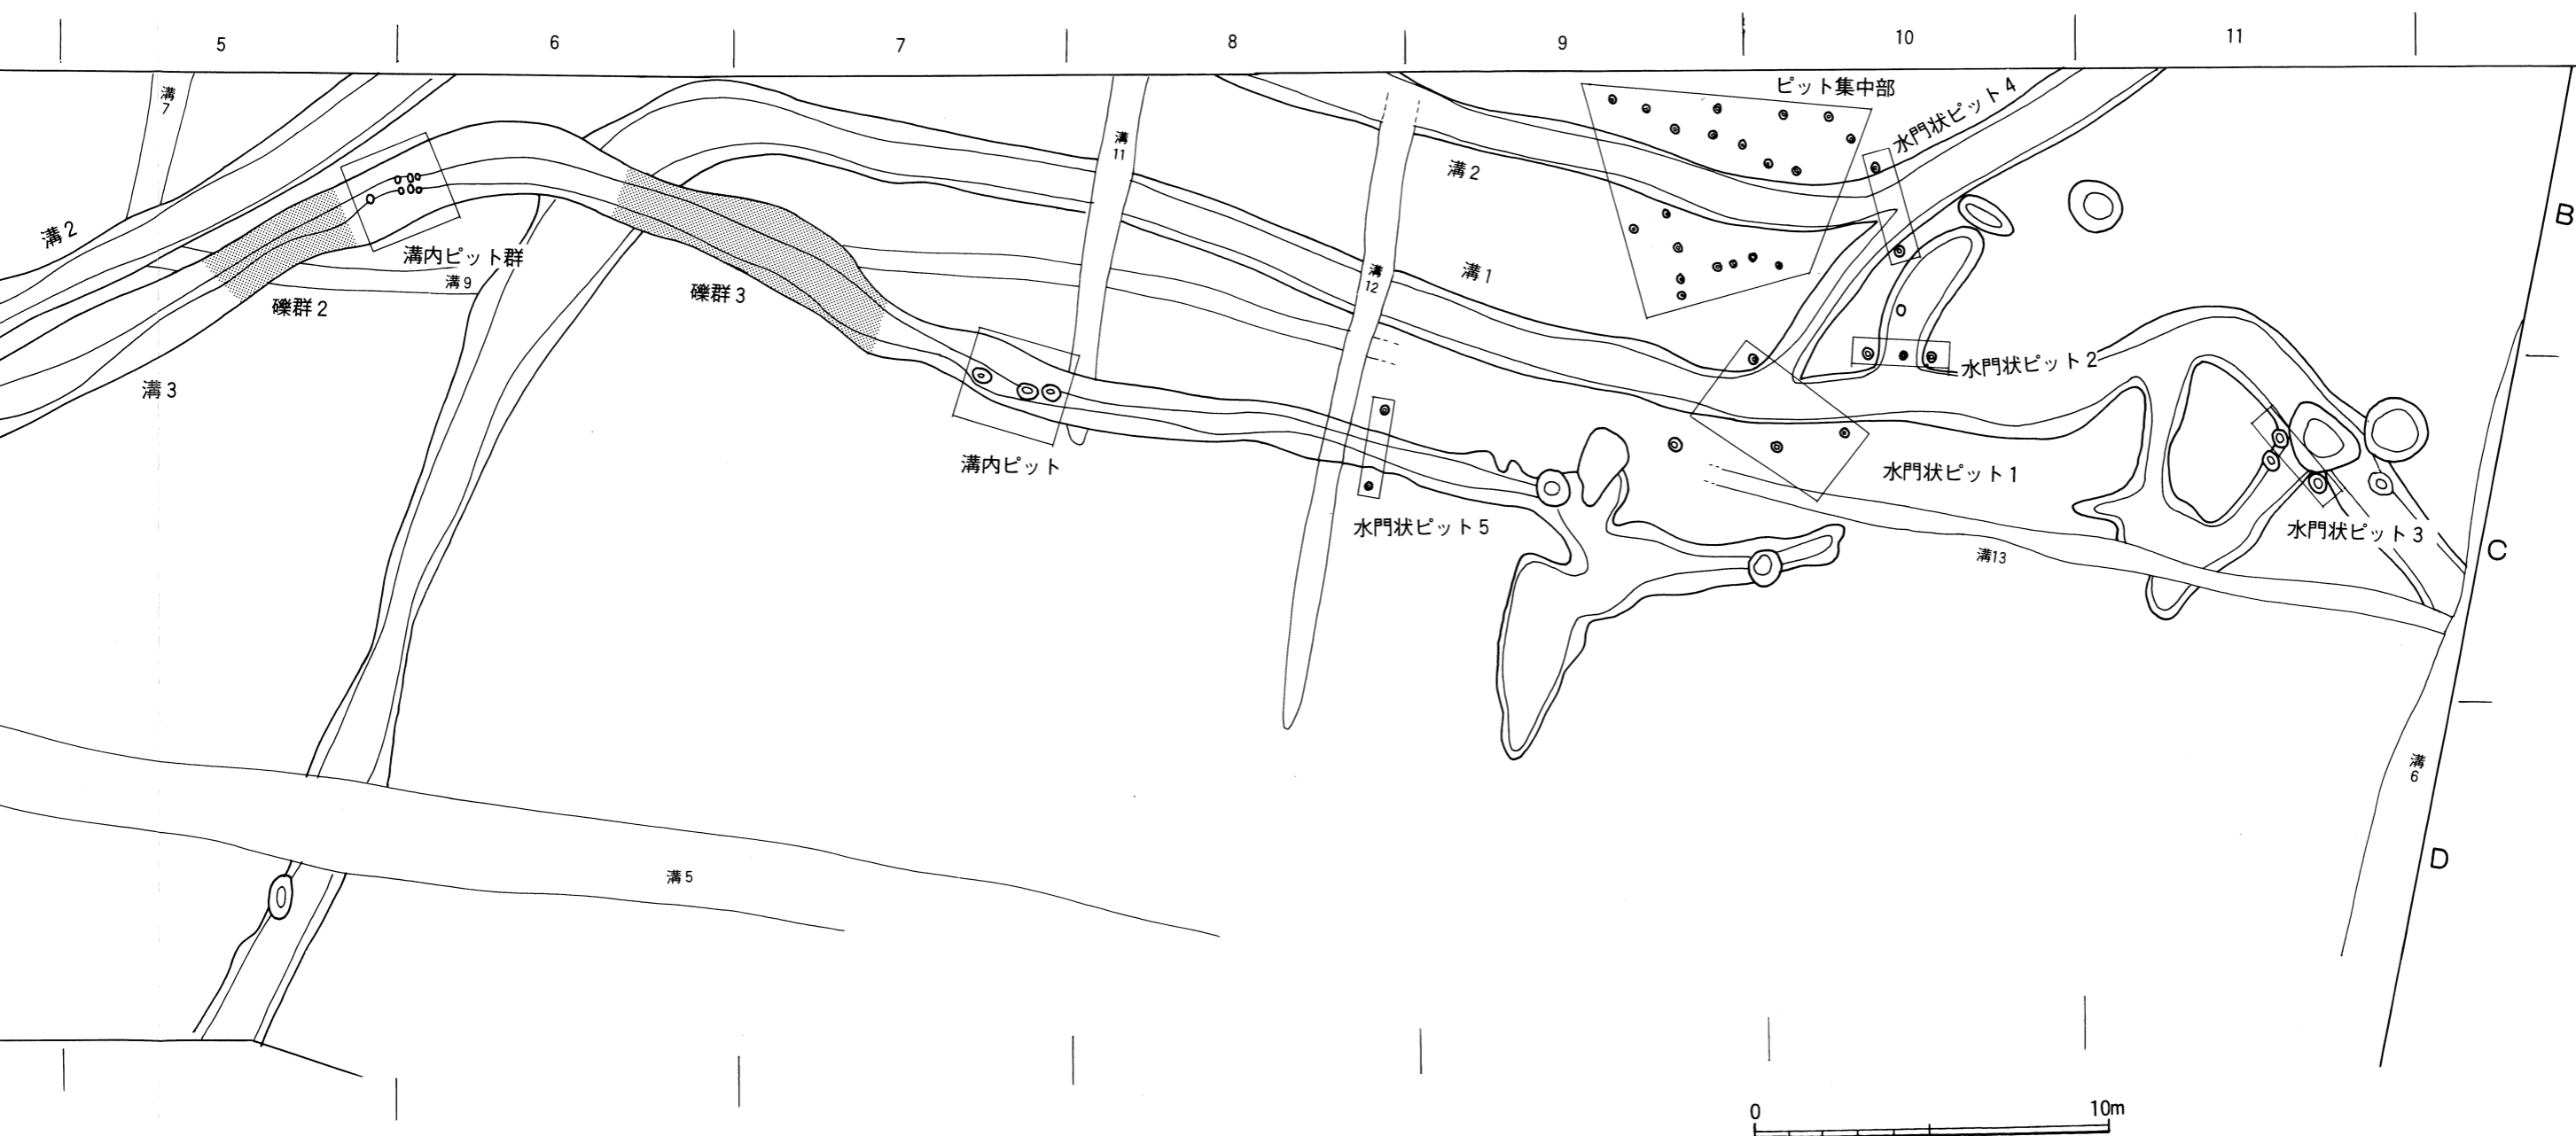 5
6
7
8
9
10
11
溝7
溝11
ピット集中部
水門状ピット4
溝2
溝2
B
溝内ピット群
溝1
溝12
溝9
礫群2
礫群3
水門状ピット2
溝3
溝内ピット
水門状ピット1
水門状ピット5
水門状ピット3
溝13
C
溝6
D
溝5
0
10m